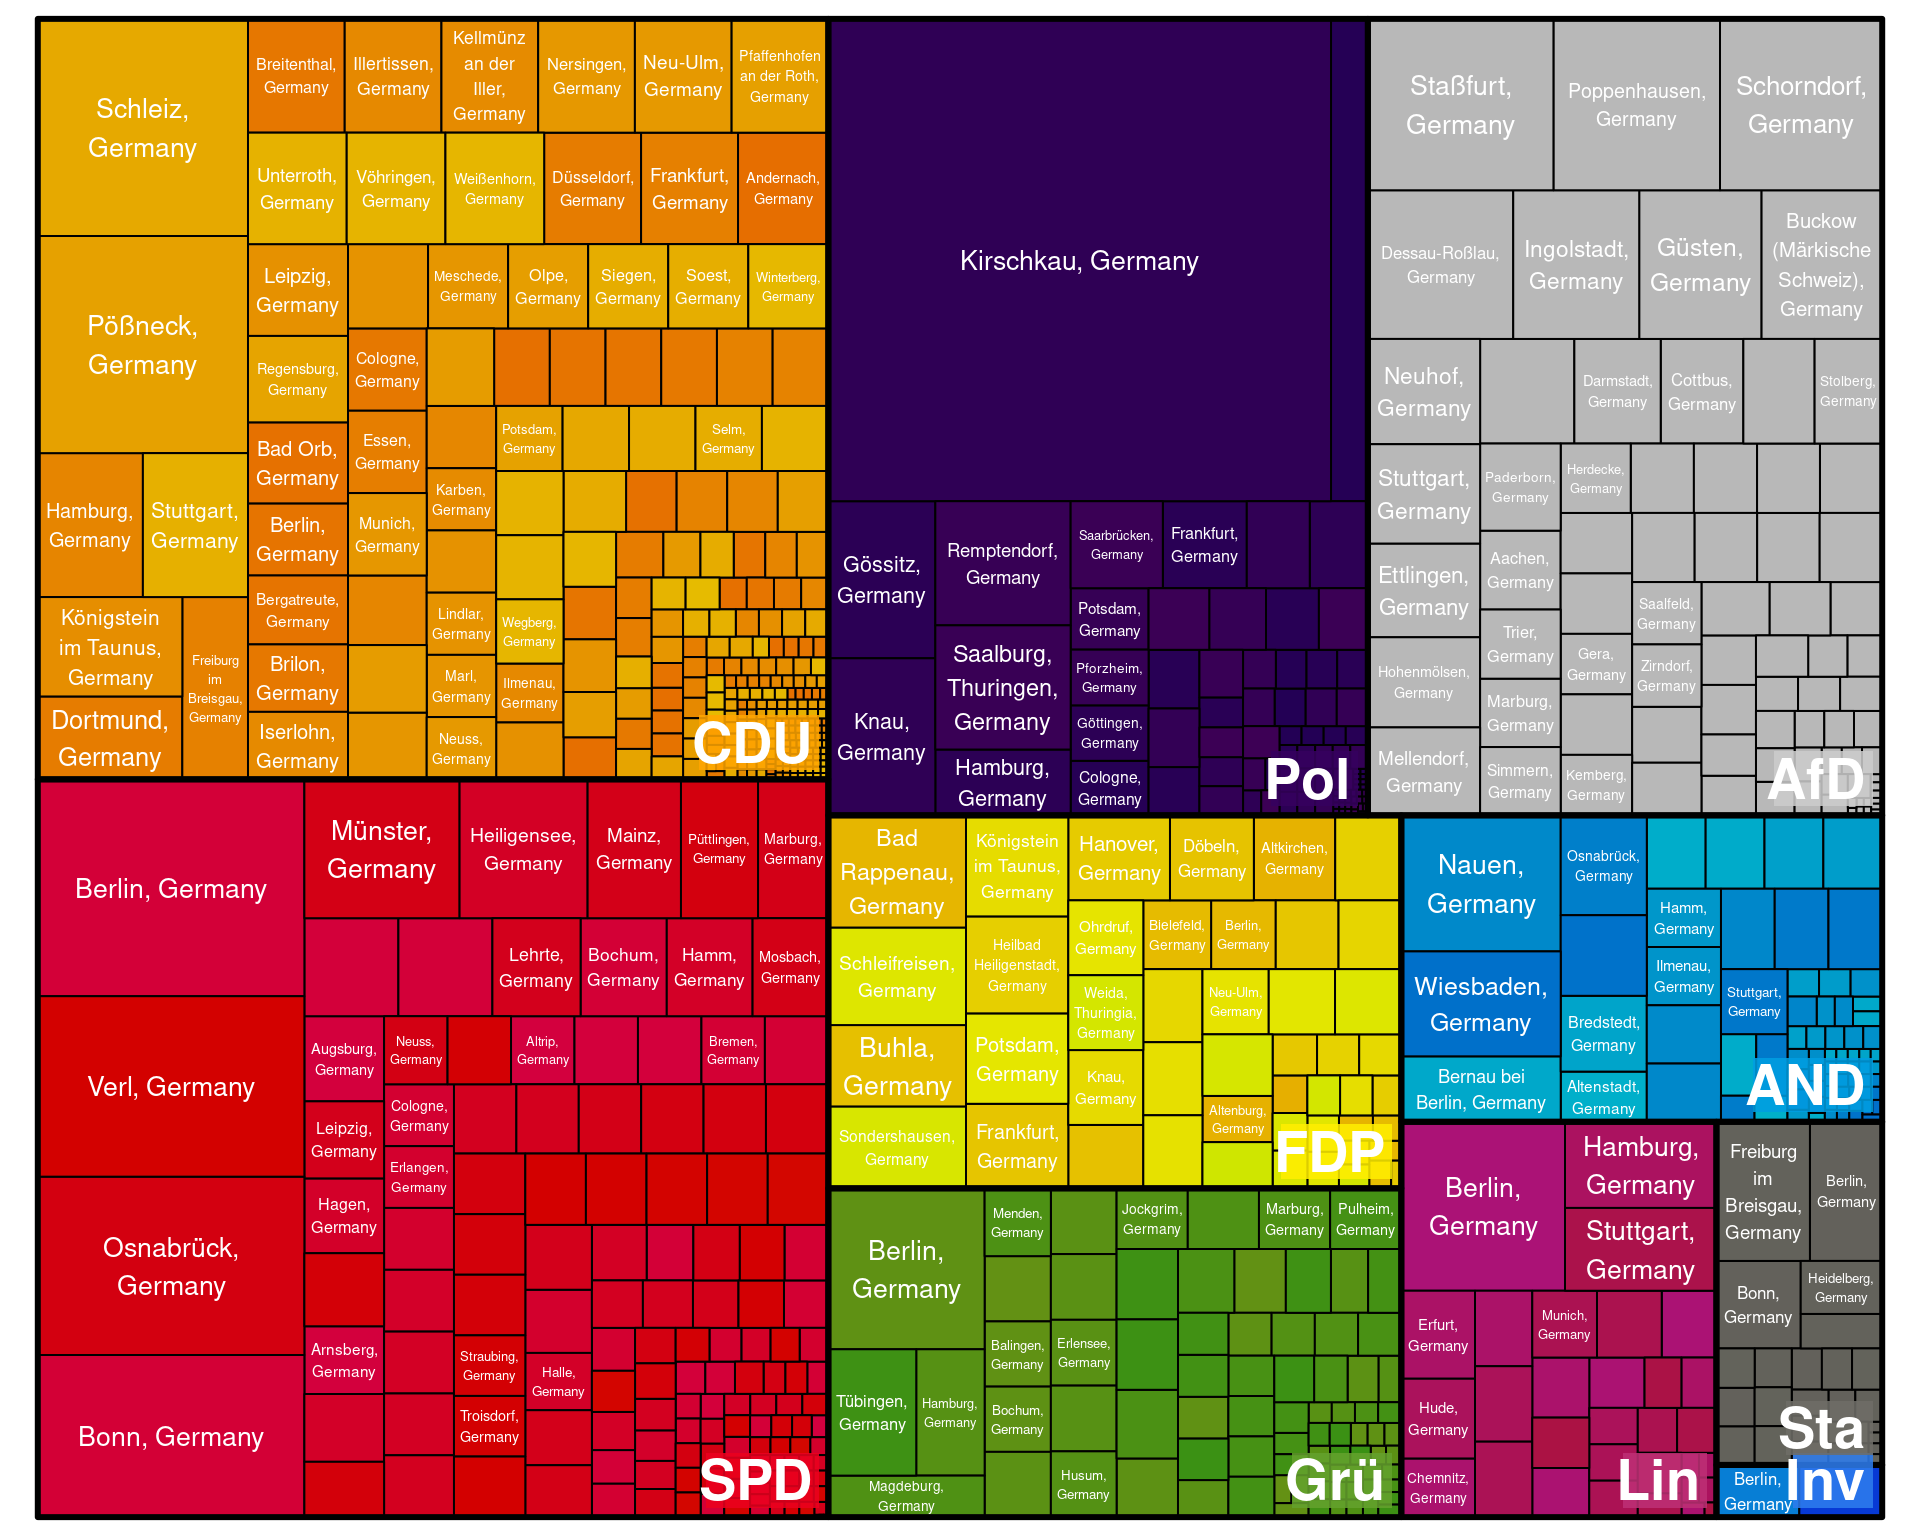 Schleiz,
Germany
Breitenthal,
Germany
Illertissen,
Germany
Kellmünz
an der
Iller,
Germany
Nersingen,
Germany
Neu-Ulm,
Germany
Pfaffenhofen
an der Roth,
Germany
Unterroth,
Germany
Vöhringen,
Germany
Weißenhorn,
Germany
Düsseldorf,
Germany
Frankfurt,
Germany
Andernach,
Germany
Pößneck,
Germany
Leipzig,
Germany
Meschede,
Germany
Olpe,
Germany
Siegen,
Germany
Soest,
Germany
Winterberg,
Germany
Regensburg,
Germany
Cologne,
Germany
Bad Orb,
Germany
Essen,
Germany
Potsdam,
Germany
Selm,
Germany
Hamburg,
Germany
Stuttgart,
Germany
Berlin,
Germany
Munich,
Germany
Karben,
Germany
Königstein
im Taunus,
Germany
Freiburg
im
Breisgau,
Germany
Bergatreute,
Germany
Lindlar,
Germany
Wegberg,
Germany
Brilon,
Germany
Marl,
Germany
Ilmenau,
Germany
Dortmund,
Germany
Iserlohn,
Germany
Neuss,
Germany
CDU
Kirschkau, Germany
Gössitz,
Germany
Remptendorf,
Germany
Saarbrücken,
Germany
Frankfurt,
Germany
Potsdam,
Germany
Saalburg,
Thuringen,
Germany
Pforzheim,
Germany
Knau,
Germany
Göttingen,
Germany
Hamburg,
Germany
Cologne,
Germany
Pol
Staßfurt,
Germany
Poppenhausen,
Germany
Schorndorf,
Germany
Dessau-Roßlau,
Germany
Ingolstadt,
Germany
Güsten,
Germany
Buckow
(Märkische
Schweiz),
Germany
Neuhof,
Germany
Darmstadt,
Germany
Cottbus,
Germany
Stolberg,
Germany
Stuttgart,
Germany
Paderborn,
Germany
Herdecke,
Germany
Ettlingen,
Germany
Aachen,
Germany
Saalfeld,
Germany
Hohenmölsen,
Germany
Trier,
Germany
Gera,
Germany
Zirndorf,
Germany
Marburg,
Germany
Mellendorf,
Germany
Simmern,
Germany
Kemberg,
Germany
AfD
Berlin, Germany
Münster,
Germany
Heiligensee,
Germany
Mainz,
Germany
Püttlingen,
Germany
Marburg,
Germany
Lehrte,
Germany
Bochum,
Germany
Hamm,
Germany
Mosbach,
Germany
Verl, Germany
Augsburg,
Germany
Neuss,
Germany
Altrip,
Germany
Bremen,
Germany
Leipzig,
Germany
Cologne,
Germany
Erlangen,
Germany
Osnabrück,
Germany
Hagen,
Germany
Arnsberg,
Germany
Straubing,
Germany
Halle,
Germany
Bonn, Germany
Troisdorf,
Germany
SPD
Bad
Rappenau,
Germany
Königstein
im Taunus,
Germany
Hanover,
Germany
Döbeln,
Germany
Altkirchen,
Germany
Schleifreisen,
Germany
Heilbad
Heiligenstadt,
Germany
Ohrdruf,
Germany
Bielefeld,
Germany
Berlin,
Germany
Buhla,
Germany
Potsdam,
Germany
Weida,
Thuringia,
Germany
Neu-Ulm,
Germany
Knau,
Germany
Sondershausen,
Germany
Frankfurt,
Germany
Altenburg,
Germany
FDP
Nauen,
Germany
Osnabrück,
Germany
Hamm,
Germany
Wiesbaden,
Germany
Ilmenau,
Germany
Stuttgart,
Germany
Bredstedt,
Germany
Bernau bei
Berlin, Germany
Altenstadt,
Germany
AND
Berlin,
Germany
Menden,
Germany
Jockgrim,
Germany
Marburg,
Germany
Pulheim,
Germany
Balingen,
Germany
Erlensee,
Germany
Tübingen,
Germany
Hamburg,
Germany
Bochum,
Germany
Magdeburg,
Germany
Husum,
Germany
Grü
Berlin,
Germany
Hamburg,
Germany
Stuttgart,
Germany
Erfurt,
Germany
Munich,
Germany
Hude,
Germany
Chemnitz,
Germany
Lin
Freiburg
im
Breisgau,
Germany
Berlin,
Germany
Bonn,
Germany
Heidelberg,
Germany
Sta
Berlin,
Germany
Inv